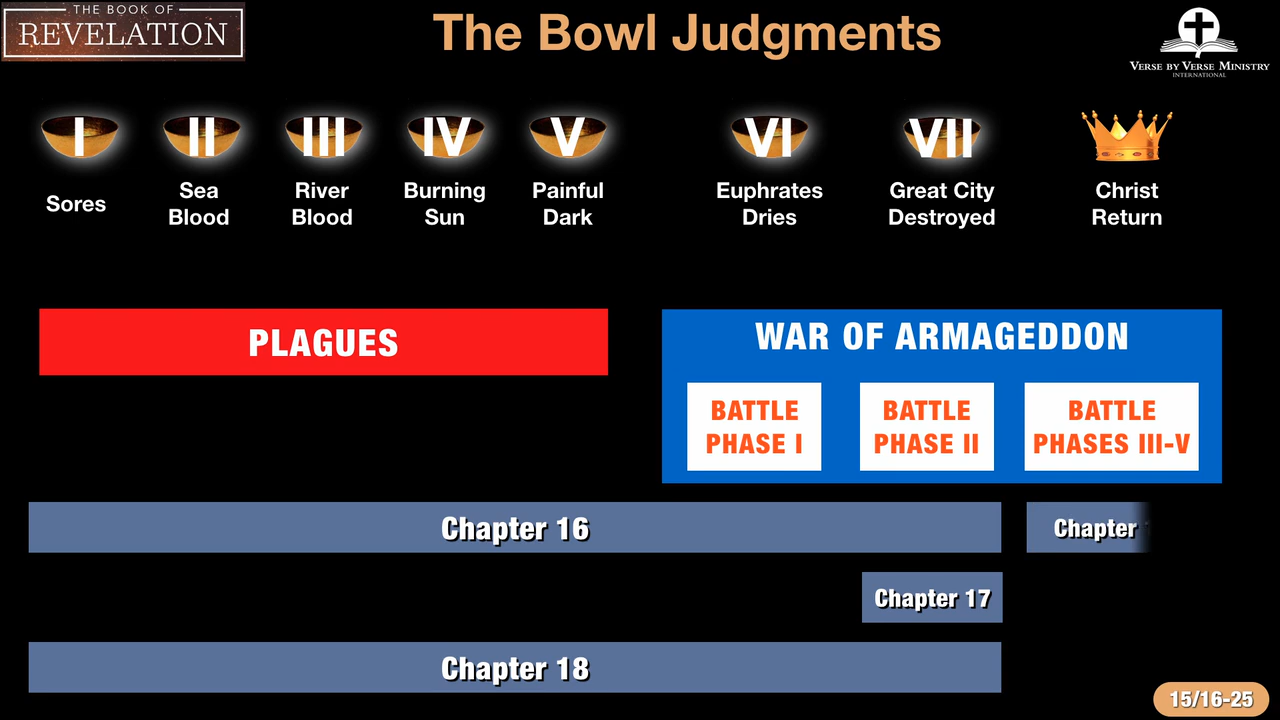 THE BOOK OF
REVELATION
The Bowl Judgments
VERSE BY VERSE MINISTRY
INTERNATIONAL
I II III IV V VI VII
Sores
Sea
Blood
River
Blood
Burning
Sun
Painful
Dark
Euphrates
Dries
Great City
Destroyed
Christ
Return
PLAGUES
WAR OF ARMAGEDDON
BATTLE
PHASE I
BATTLE
PHASE II
BATTLE
PHASES III-V
Chapter 16
Chapter
Chapter 17
Chapter 18
15/16-25